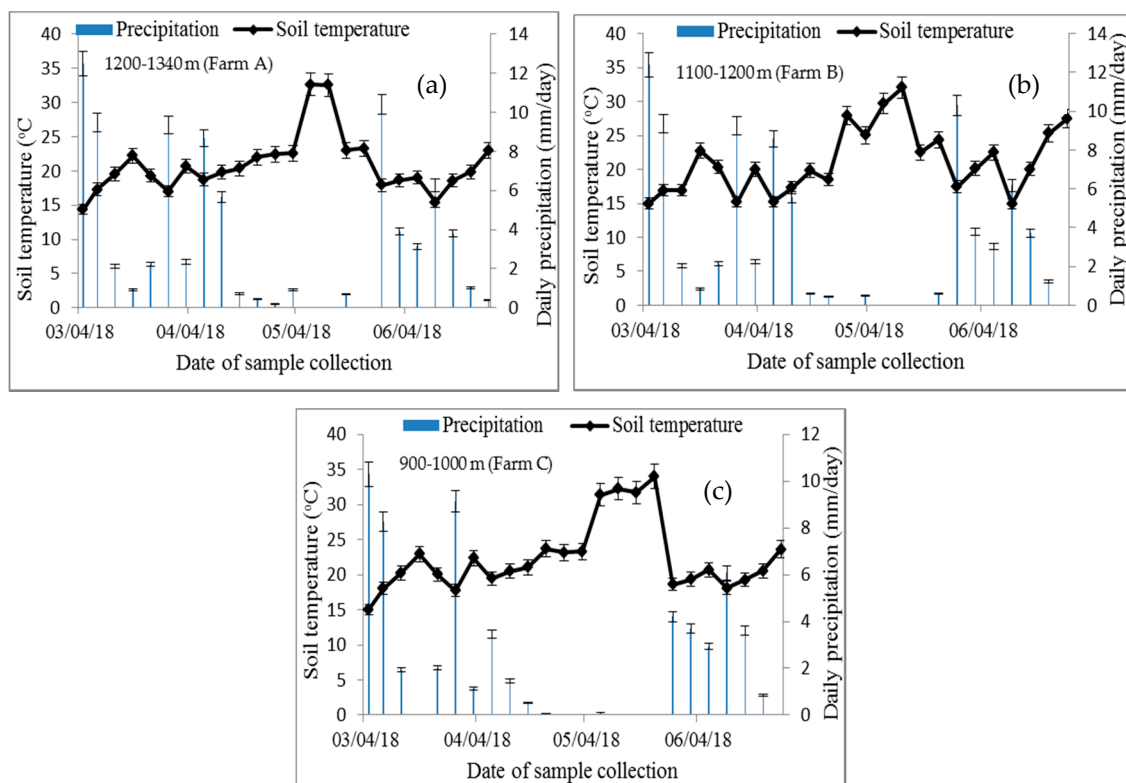 Precipitation Soil temperature
1200-1340 m (Farm A)
(a)
Soil temperature (°C)
40
35
30
25
20
15
10
5
0
Daily precipitation (mm/day)
14
12
10
8
6
4
2
0
03/04/18 04/04/18 05/04/18 06/04/18
Date of sample collection
Precipitation Soil temperature
1100-1200 m (Farm B)
(b)
Soil temperature (°C)
40
35
30
25
20
15
10
5
0
Daily precipitation (mm/day)
14
12
10
8
6
4
2
0
03/04/18 04/04/18 05/04/18 06/04/18
Date of sample collection
Precipitation Soil temperature
900-1000 m (Farm C)
(c)
Soil temperature (°C)
40
35
30
25
20
15
10
5
0
Daily precipitation (mm/day)
12
10
8
6
4
2
0
03/04/18 04/04/18 05/04/18 06/04/18
Date of sample collection